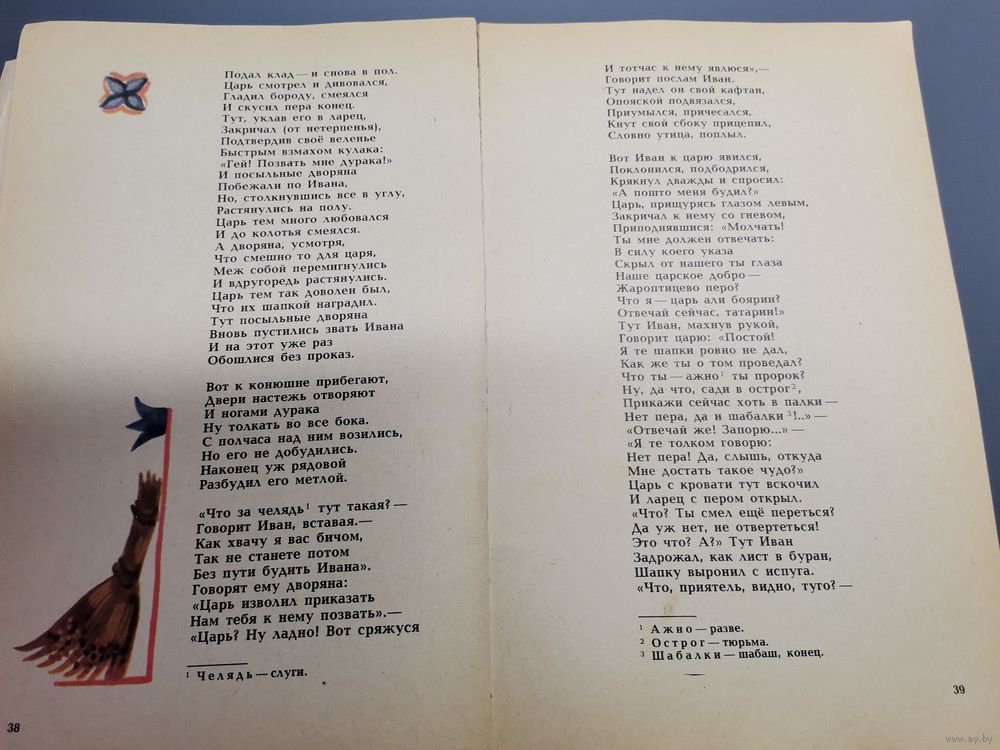 Подал клад — и снова в пол.
Царь смотрел и дивовался,
Гладил бороду, смеялся
И скусил пера конец.
Тут, уклав его в ларец,
Закричал (от нетерпенья),
Подтвердив своё веленье
Быстрым взмахом кулака:
«Гей! Позвать мне дурака!»
И посыльные дворяна
Побежали по Ивана,
Но, столкнувшись все в углу,
Растянулись на полу.
Царь тем много любовался
И до колотья смеялся.
А дворяна, усмотря,
Что смешно то для царя,
Меж собой перемигнулись
И вдругоредь растянулись.
Царь тем так доволен был,
Что их шапкой наградил.
Тут посыльные дворяна
Вновь пустились звать Ивана
И на этот уже раз
Обошлися без проказ.
Вот к конюшне прибегают,
Двери настежь отворяют
И ногами дурака
Ну толкать во все бока.
С полчаса над ним возились,
Но его не добудились.
Наконец уж рядовой
Разбудил его метлой.
«Что за челядь¹ тут такая? —
Говорит Иван, вставая.—
Как хвачу я вас бичом,
Так не станете потом
Без пути будить Ивана».
Говорят ему дворяна:
«Царь изволил приказать
Нам тебя к нему позвать».—
«Царь? Ну ладно! Вот сряжуся
¹ Челядь — слуги.
38
И тотчас к нему явлюся»,—
Говорит послам Иван.
Тут надел он свой кафтан,
Опояской подвязался,
Приумылся, причесался,
Кнут свой сбоку прицепил,
Словно утица, поплыл.
Вот Иван к царю явился,
Поклонился, подбодрился,
Крякнул дважды и спросил:
«А пошто меня будил?»
Царь, прищурясь глазом левым,
Закричал к нему со гневом,
Приподнявшися: «Молчать!
Ты мне должен отвечать:
В силу коего указа
Скрыл от нашего ты глаза
Наше царское добро —
Жароптицево перо?
Что я — царь али боярин?
Отвечай сейчас, татарин!»
Тут Иван, махнув рукой,
Говорит царю: «Постой!
Я те шапки ровно не дал,
Как же ты о том проведал?
Что ты — ажно¹ ты пророк?
Ну, да что, сади в острог²,
Прикажи сейчас хоть в палки —
Нет пера, да и шабалки³!..» —
«Отвечай же! Запорю...» —
«Я те толком говорю:
Нет пера! Да, слышь, откуда
Мне достать такое чудо?»
Царь с кровати тут вскочил
И ларец с пером открыл.
«Что? Ты смел ещё переться?
Да уж нет, не отвертеться!
Это что? А?» Тут Иван
Задрожал, как лист в буран,
Шапку выронил с испуга.
«Что, приятель, видно, туго? —
¹ Ажно — разве.
² Острог — тюрьма.
³ Шабалки — шабаш, конец.
39
www.ay.by